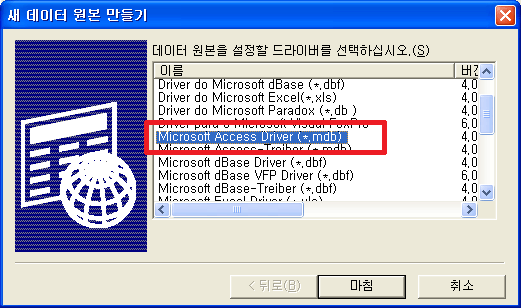 새 데이터 원본 만들기
데이터 원본을 설정할 드라이버를 선택하십시오.(S)
이름 버전
Driver do Microsoft dBase (*.dbf) 4,0
Driver do Microsoft Excel(*.xls) 4,0
Driver do Microsoft Paradox (*.db ) 4,0
Driver para o Microsoft Visual FoxPro 6,0
Microsoft Access Driver (*.mdb) 4,0
Microsoft Access-Treiber (*.mdb) 4,0
Microsoft dBase Driver (*.dbf) 4,0
Microsoft dBase VFP Driver (*.dbf) 6,0
Microsoft dBase-Treiber (*.dbf) 4,0
Microsoft Excel Driver (*.xls) 4,0
< 뒤로(B) 마침 취소